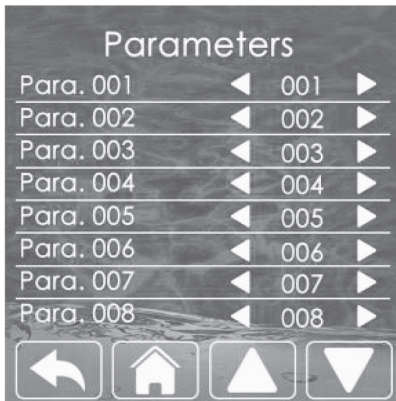 Parameters
Para. 001 001
Para. 002 002
Para. 003 003
Para. 004 004
Para. 005 005
Para. 006 006
Para. 007 007
Para. 008 008